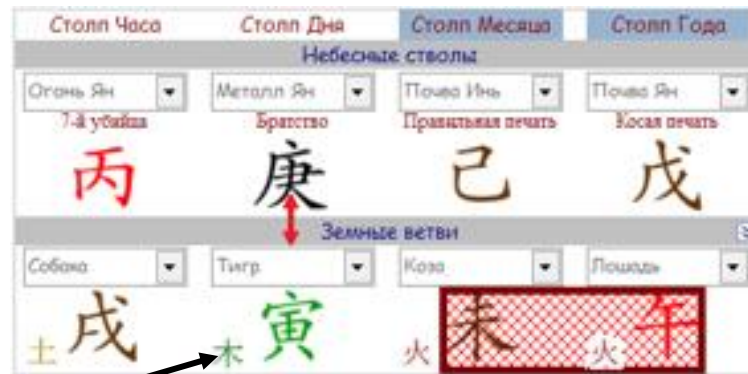 Столп Часа Столп Дня Столп Месяца Столп Года
Небесные стволы
Огонь Ян Металл Ян Почва Инь Почва Ян
7-й убийца Братство Правильная печать Косая печать
丙 庚 己 戊
Земные ветви
Собака Тигр Коза Лошадь
土 戌 木 寅 火 未 火 午